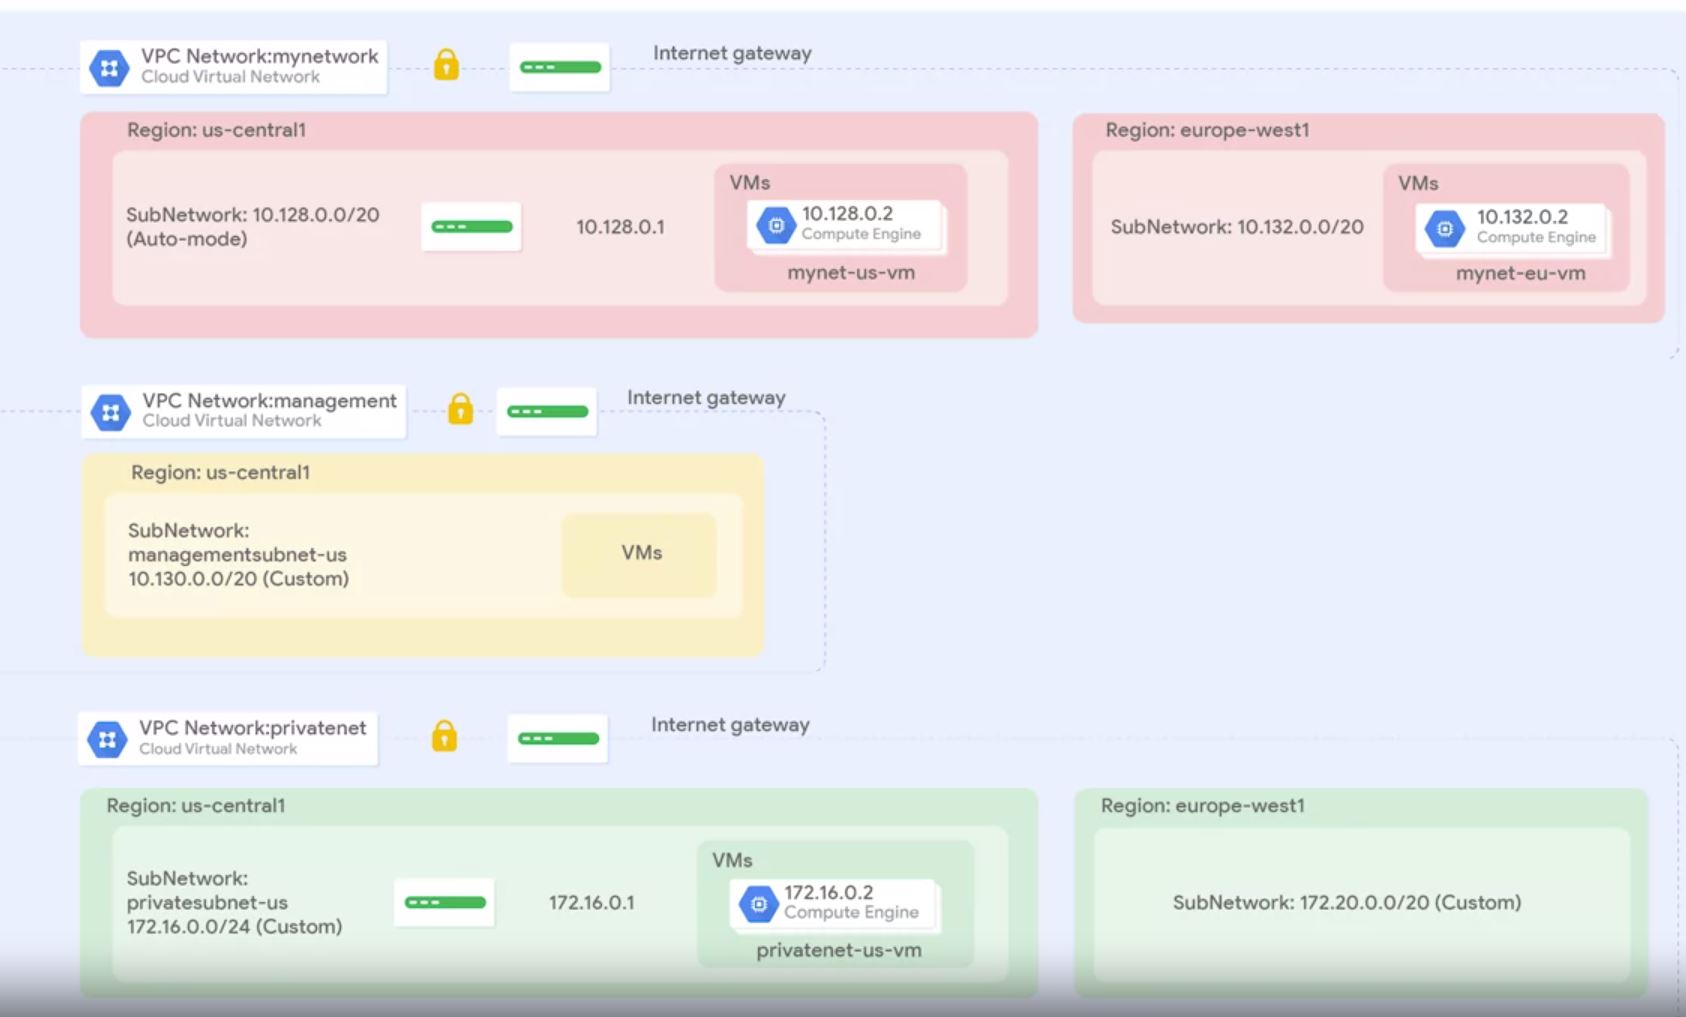 VPC Network:mynetwork
Cloud Virtual Network
Internet gateway
Region: us-central1
SubNetwork: 10.128.0.0/20
(Auto-mode)
10.128.0.1
VMs
10.128.0.2
Compute Engine
mynet-us-vm
Region: europe-west1
SubNetwork: 10.132.0.0/20
VMs
10.132.0.2
Compute Engine
mynet-eu-vm
VPC Network:management
Cloud Virtual Network
Internet gateway
Region: us-central1
SubNetwork:
managementsubnet-us
10.130.0.0/20 (Custom)
VMs
VPC Network:privatenet
Cloud Virtual Network
Internet gateway
Region: us-central1
SubNetwork:
privatesubnet-us
172.16.0.0/24 (Custom)
172.16.0.1
VMs
172.16.0.2
Compute Engine
privatenet-us-vm
Region: europe-west1
SubNetwork: 172.20.0.0/20 (Custom)